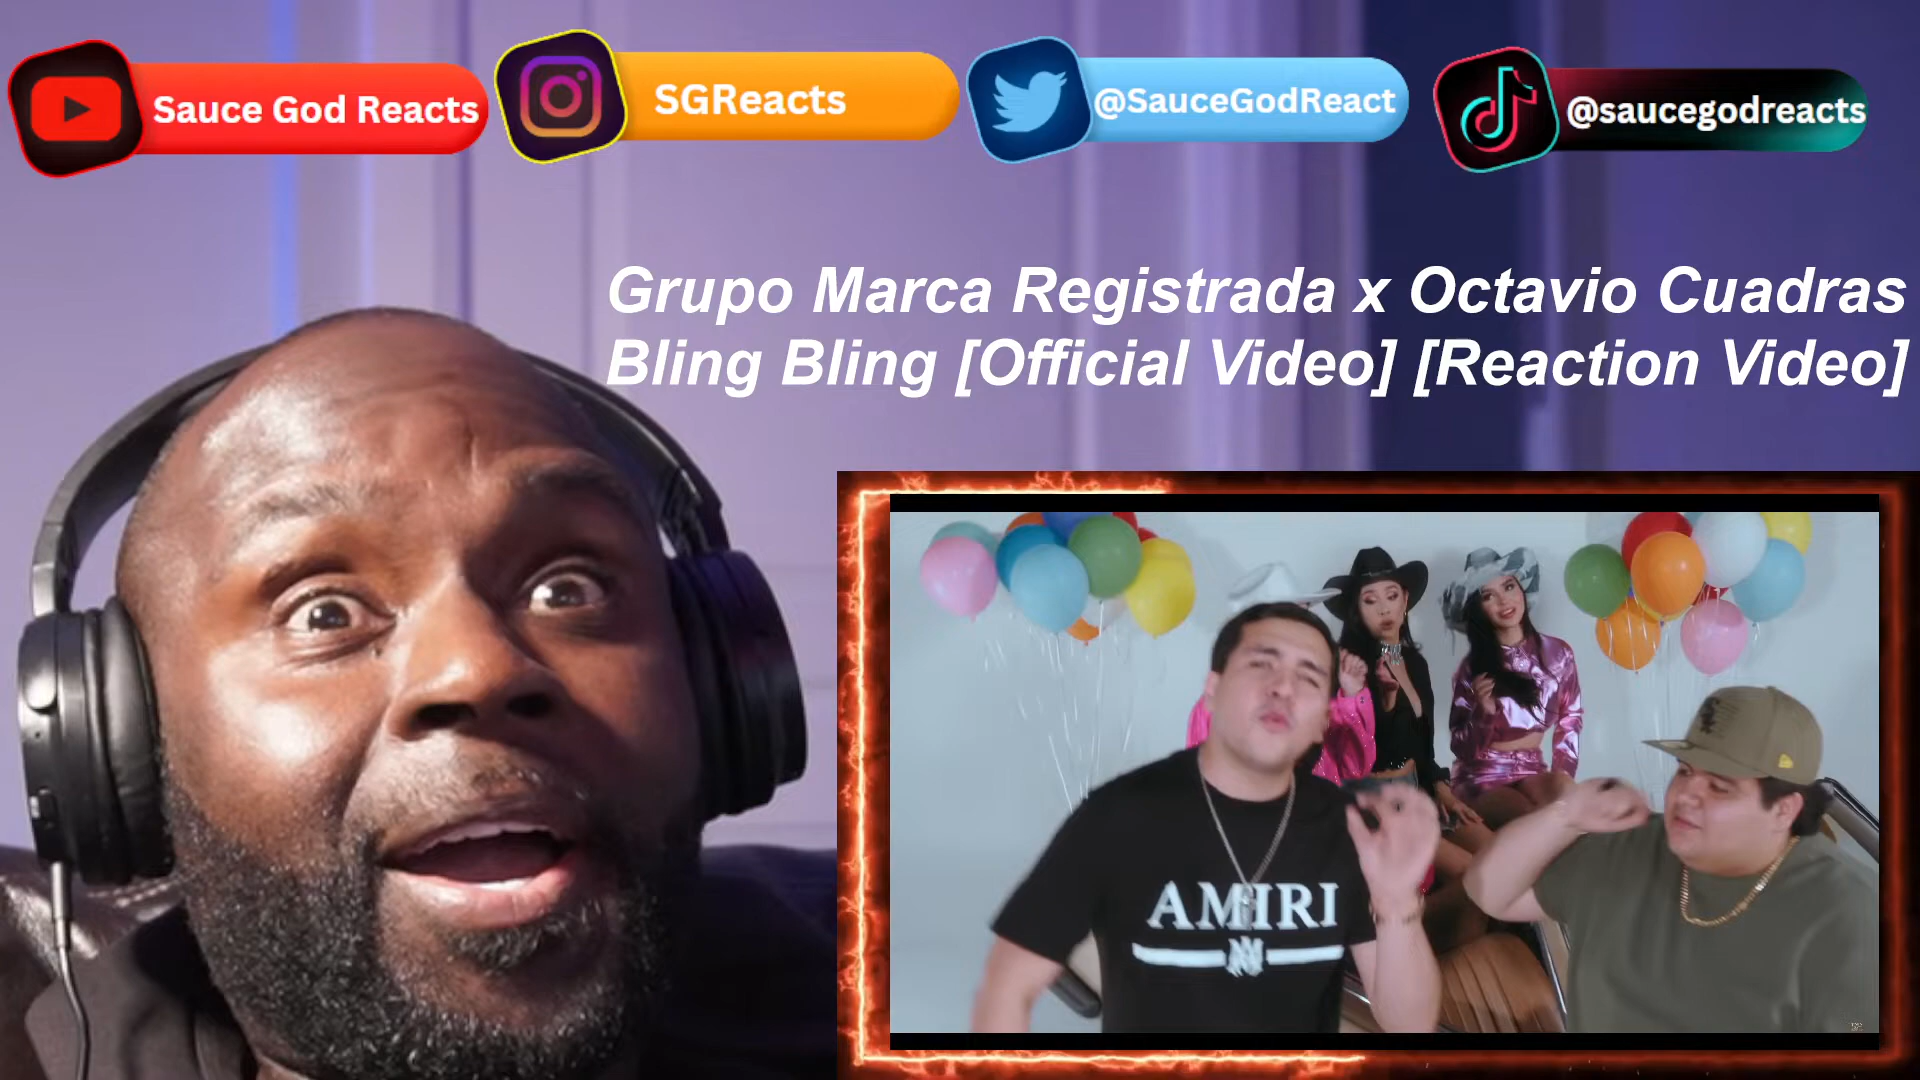 Sauce God Reacts
SGReacts
@SauceGodReact
@saucegodreacts
Grupo Marca Registrada x Octavio Cuadras
Bling Bling [Official Video] [Reaction Video]
AMIRI